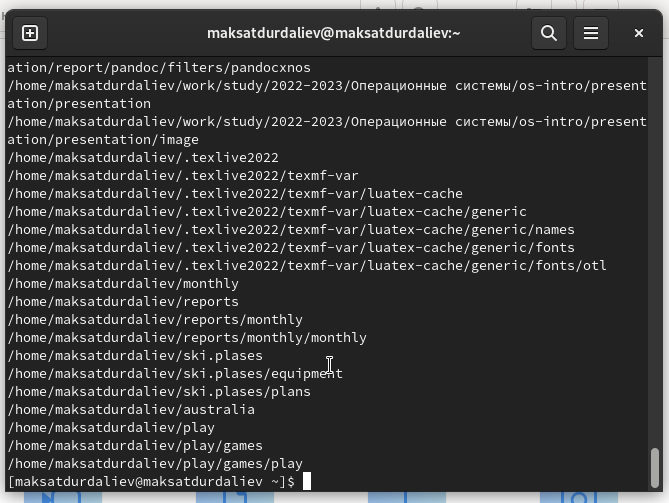 maksatdurdaliev@maksatdurdaliev:~
ation/report/pandoc/filters/pandocxnos
/home/maksatdurdaliev/work/study/2022-2023/Операционные системы/os-intro/present
ation/presentation
/home/maksatdurdaliev/work/study/2022-2023/Операционные системы/os-intro/present
ation/presentation/image
/home/maksatdurdaliev/.texlive2022
/home/maksatdurdaliev/.texlive2022/texmf-var
/home/maksatdurdaliev/.texlive2022/texmf-var/luatex-cache
/home/maksatdurdaliev/.texlive2022/texmf-var/luatex-cache/generic
/home/maksatdurdaliev/.texlive2022/texmf-var/luatex-cache/generic/names
/home/maksatdurdaliev/.texlive2022/texmf-var/luatex-cache/generic/fonts
/home/maksatdurdaliev/.texlive2022/texmf-var/luatex-cache/generic/fonts/otl
/home/maksatdurdaliev/monthly
/home/maksatdurdaliev/reports
/home/maksatdurdaliev/reports/monthly
/home/maksatdurdaliev/reports/monthly/monthly
/home/maksatdurdaliev/ski.plases
/home/maksatdurdaliev/ski.plases/equipment
/home/maksatdurdaliev/ski.plases/plans
/home/maksatdurdaliev/australia
/home/maksatdurdaliev/play
/home/maksatdurdaliev/play/games
/home/maksatdurdaliev/play/games/play
[maksatdurdaliev@maksatdurdaliev ~]$